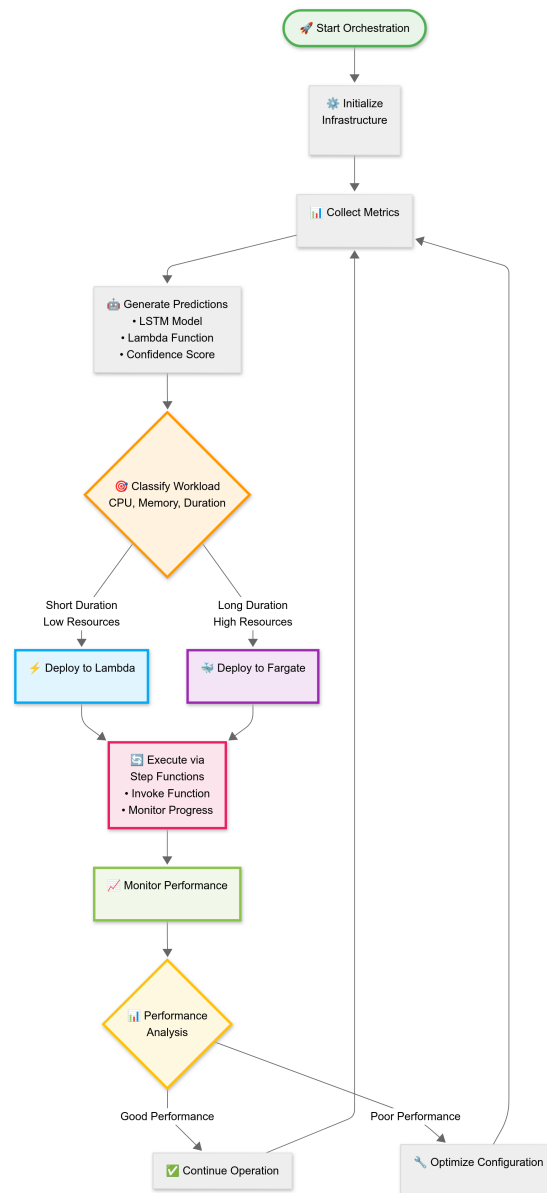 🚀 Start Orchestration
⚙️ Initialize
Infrastructure
📊 Collect Metrics
🤖 Generate Predictions
• LSTM Model
• Lambda Function
• Confidence Score
🎯 Classify Workload
CPU, Memory, Duration
Short Duration
Low Resources
Long Duration
High Resources
⚡ Deploy to Lambda
🐳 Deploy to Fargate
🔄 Execute via
Step Functions
• Invoke Function
• Monitor Progress
📈 Monitor Performance
📊 Performance
Analysis
Good Performance
Poor Performance
✅ Continue Operation
🔧 Optimize Configuration